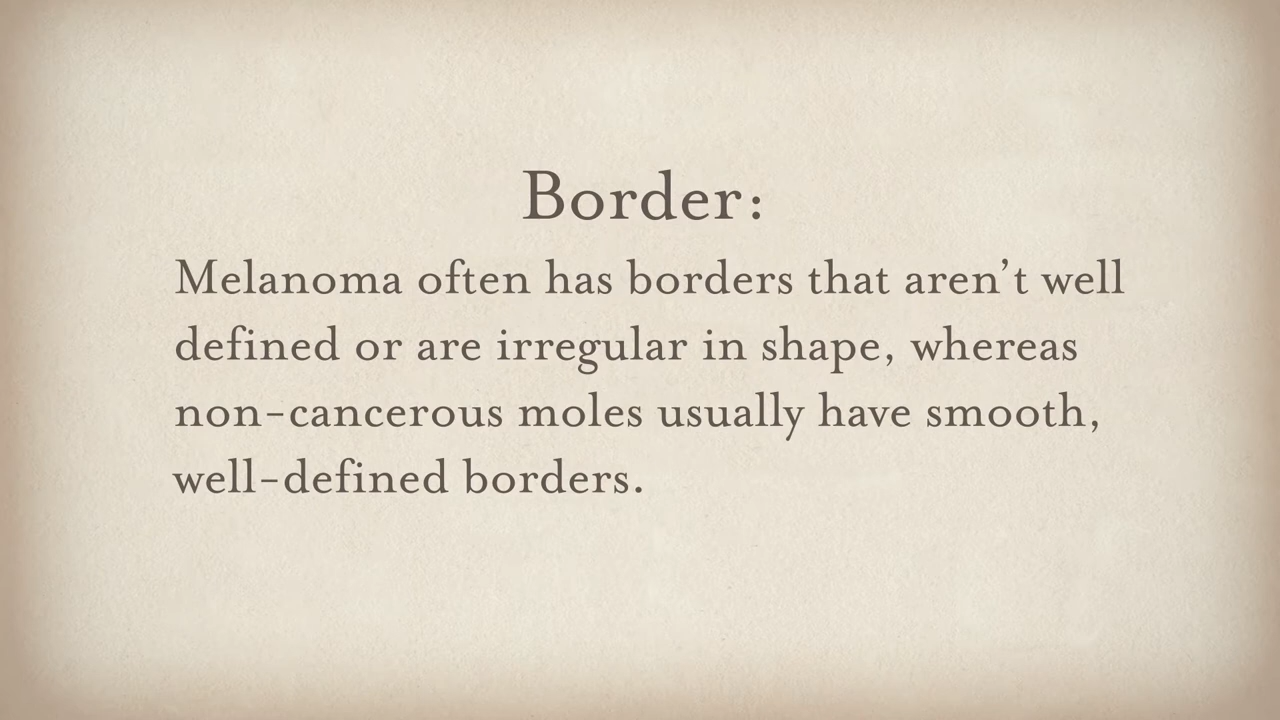 Border:
Melanoma often has borders that aren’t well
defined or are irregular in shape, whereas
non-cancerous moles usually have smooth,
well-defined borders.